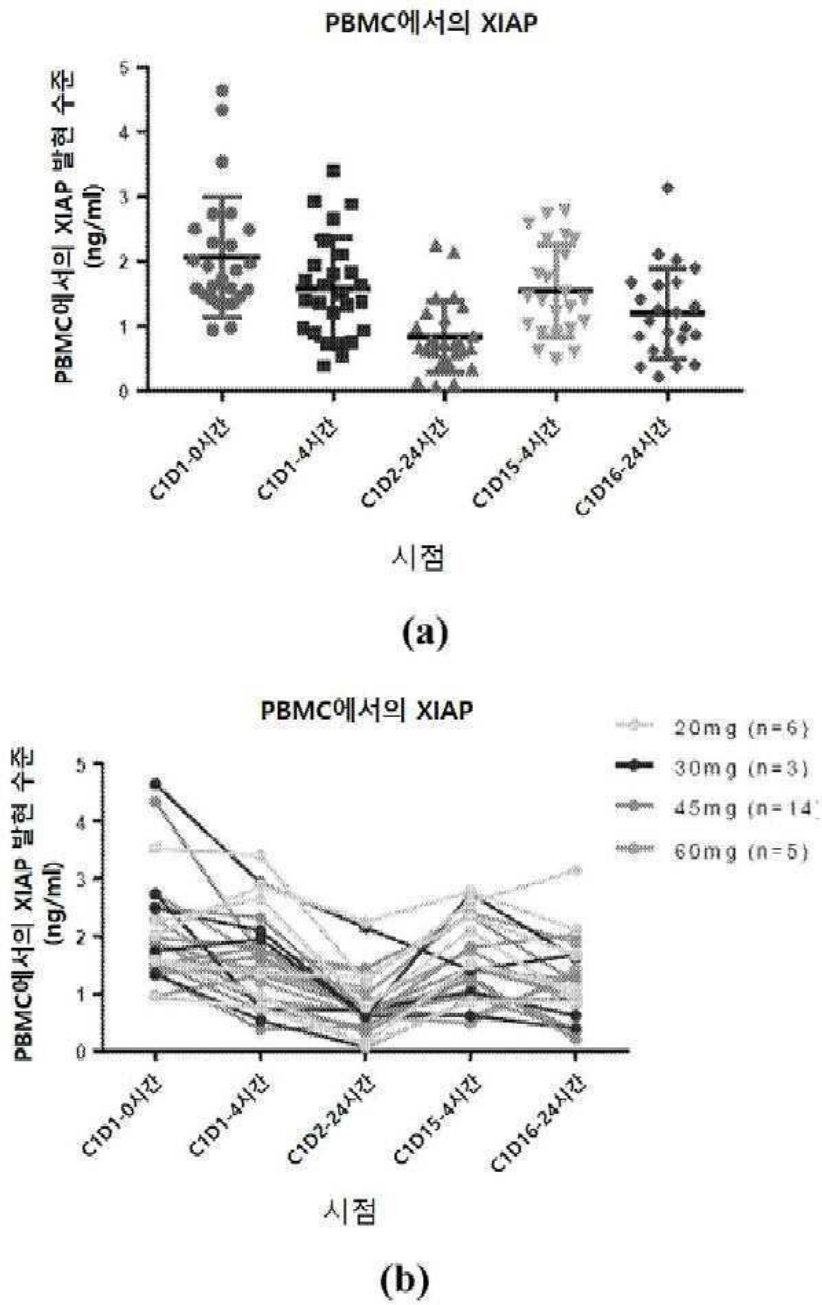 PBMC에서의 XIAP
PBMC에서의 XIAP 발현 수준
(ng/ml)
5
4
3
2
1
0
C1D1-0시간
C1D1-4시간
C1D2-24시간
C1D15-4시간
C1D16-24시간
시점
(a)
PBMC에서의 XIAP
20mg (n=6)
30mg (n=3)
45mg (n=14)
60mg (n=5)
PBMC에서의 XIAP 발현 수준
(ng/ml)
5
4
3
2
1
0
C1D1-0시간
C1D1-4시간
C1D2-24시간
C1D15-4시간
C1D16-24시간
시점
(b)